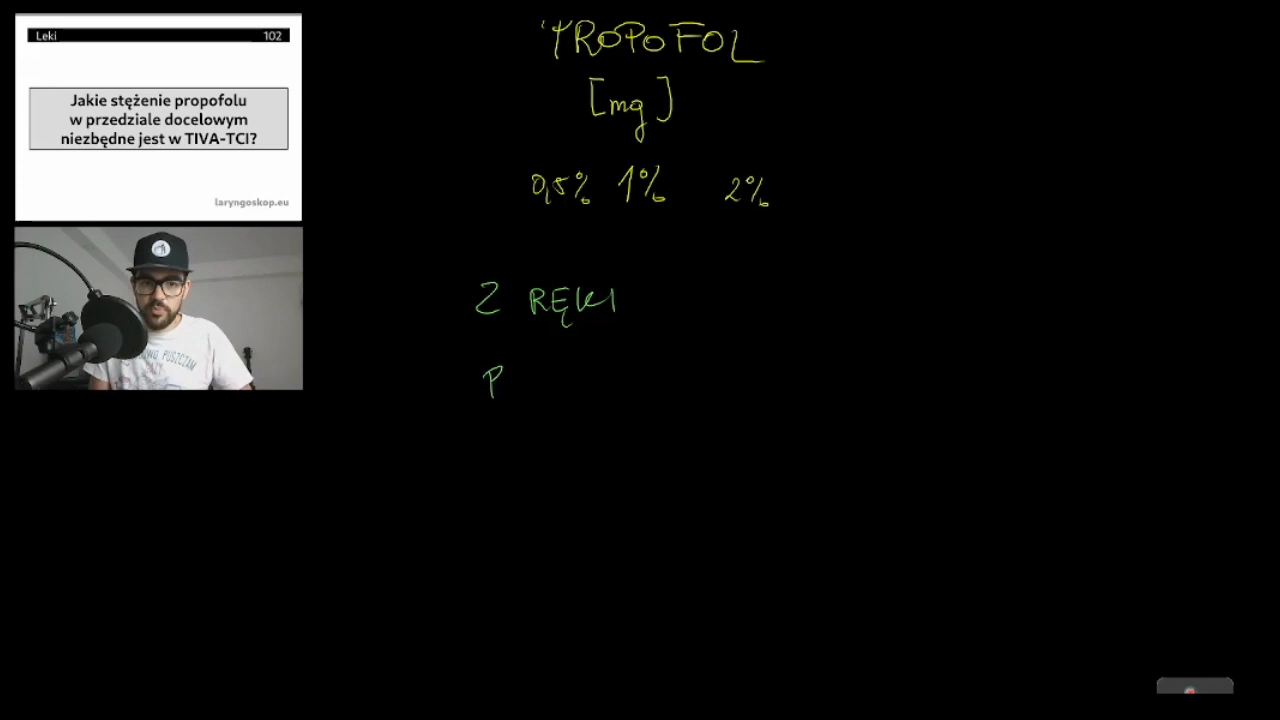 Leki 102
Jakie stężenie propofolu
w przedziale docelowym
niezbędne jest w TIVA-TCI?
laryngoskop.eu
PROPOFOL
[mg]
0,5% 1% 2%
Z RĘKI
P
PUSZCZAM